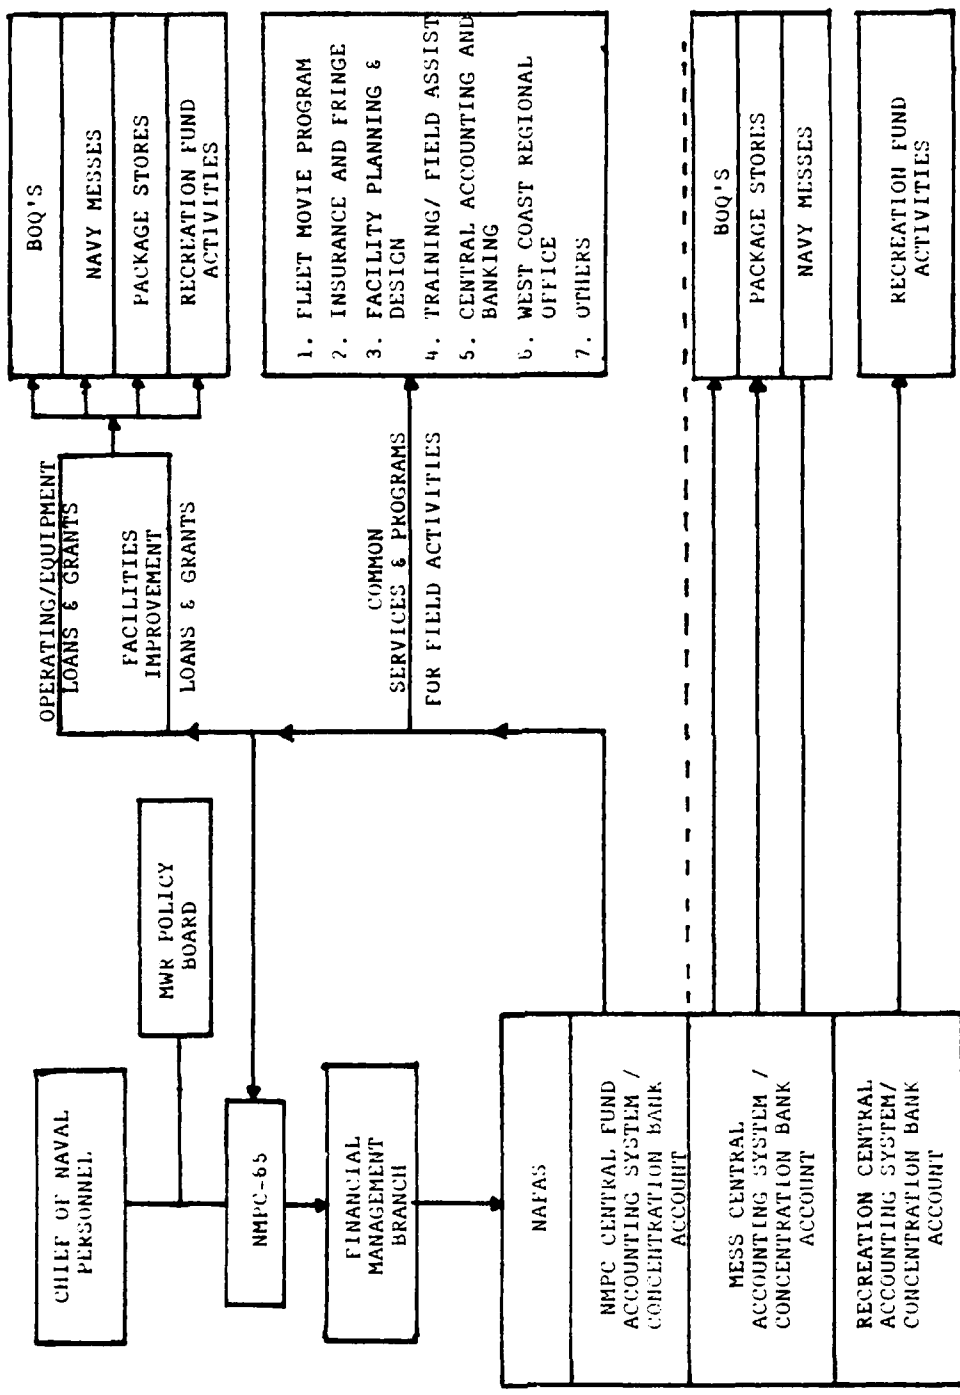 CHIEF OF NAVAL
PERSONNEL
MWR POLICY
BOARD
NMPC-65
FINANCIAL
MANAGEMENT
BRANCH
NAFAS
NMPC CENTRAL FUND
ACCOUNTING SYSTEM /
CONCENTRATION BANK
ACCOUNT
MESS CENTRAL
ACCOUNTING SYSTEM /
CONCENTRATION BANK
ACCOUNT
RECREATION CENTRAL
ACCOUNTING SYSTEM/
CONCENTRATION BANK
ACCOUNT
OPERATING/EQUIPMENT
LOANS & GRANTS
FACILITIES
IMPROVEMENT
LOANS & GRANTS
COMMON
SERVICES & PROGRAMS
FOR FIELD ACTIVITIES
BOQ'S
NAVY MESSES
PACKAGE STORES
RECREATION FUND
ACTIVITIES
1. FLEET MOVIE PROGRAM
2. INSURANCE AND FRINGE
3. FACILITY PLANNING &
DESIGN
4. TRAINING/ FIELD ASSIST
5. CENTRAL ACCOUNTING AND
BANKING
6. WEST COAST REGIONAL
OFFICE
7. OTHERS
BOQ'S
PACKAGE STORES
NAVY MESSES
RECREATION FUND
ACTIVITIES